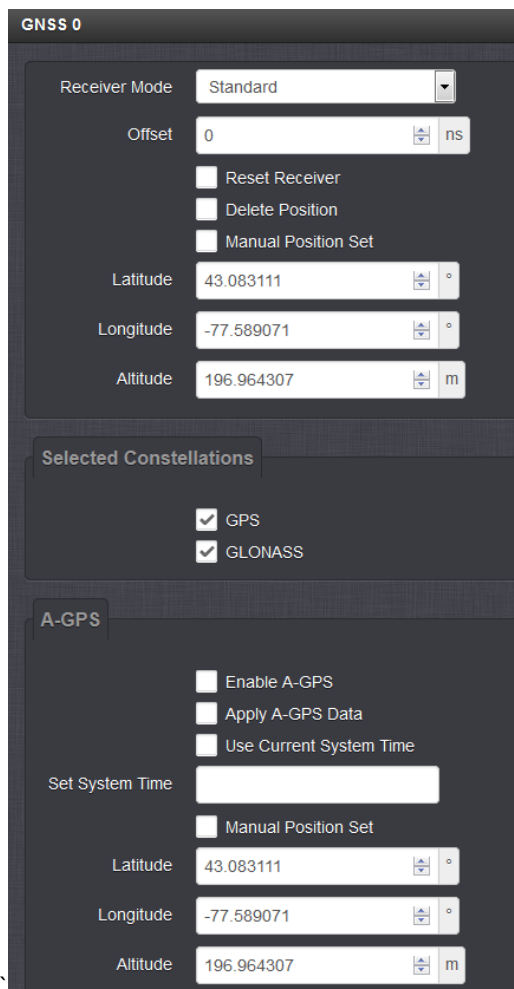 GNSS 0
Receiver Mode Standard
Offset 0 ns
Reset Receiver
Delete Position
Manual Position Set
Latitude 43.083111 °
Longitude -77.589071 °
Altitude 196.964307 m
Selected Constellations
GPS
GLONASS
A-GPS
Enable A-GPS
Apply A-GPS Data
Use Current System Time
Set System Time
Manual Position Set
Latitude 43.083111 °
Longitude -77.589071 °
` Altitude 196.964307 m